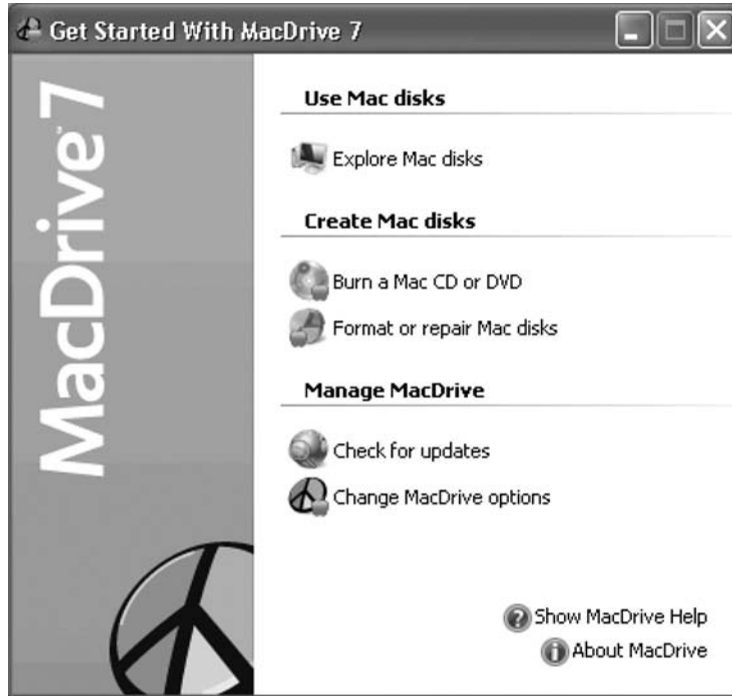 Get Started With MacDrive 7
MacDrive 7
Use Mac disks
Explore Mac disks
Create Mac disks
Burn a Mac CD or DVD
Format or repair Mac disks
Manage MacDrive
Check for updates
Change MacDrive options
Show MacDrive Help
About MacDrive